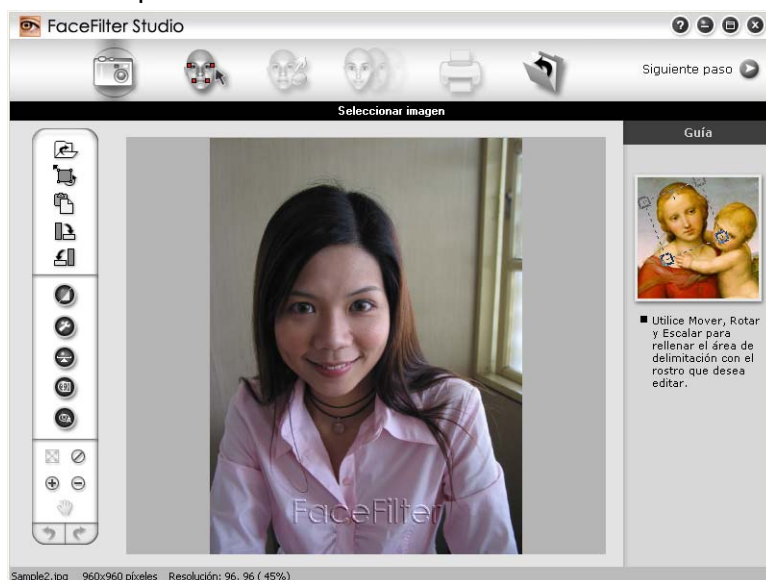 FaceFilter Studio
Siguiente paso
Seleccionar imagen
Guía
Utilice Mover, Rotar
y Escalar para
rellenar el área de
delimitación con el
rostro que desea
editar.
FaceFilter
Sample2.jpg 960x960 píxeles Resolución: 96, 96 ( 45%)